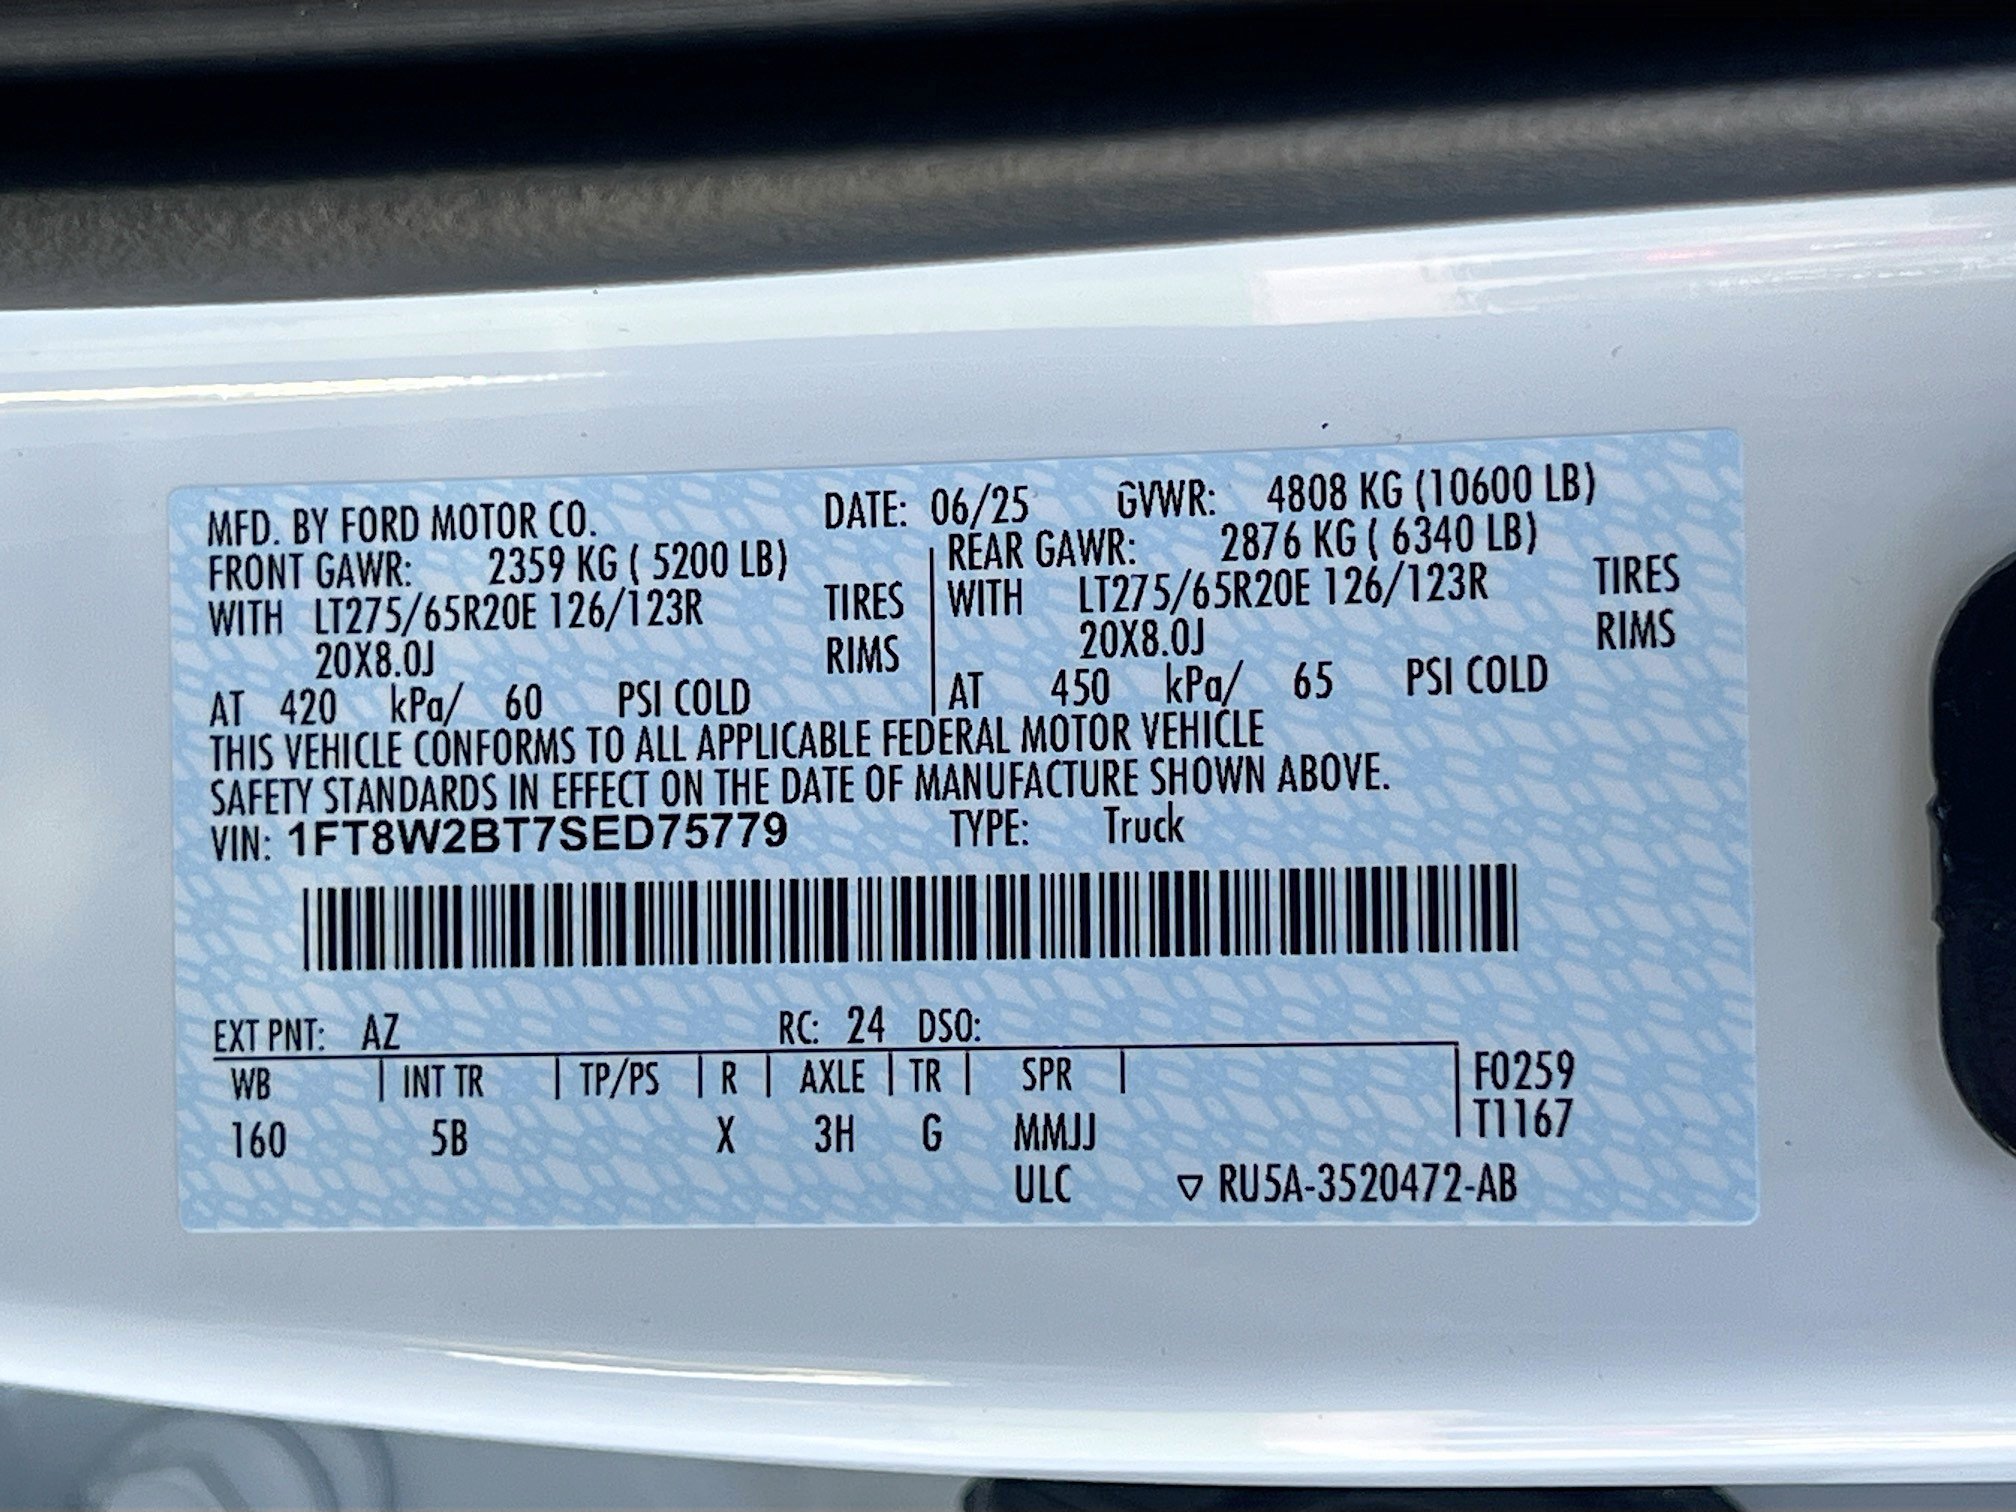 MFD. BY FORD MOTOR CO. DATE: 06/25 GVWR: 4808 KG (10600 LB)
FRONT GAWR: 2359 KG ( 5200 LB) REAR GAWR: 2876 KG ( 6340 LB)
WITH LT275/65R20E 126/123R TIRES WITH LT275/65R20E 126/123R TIRES
20X8.0J RIMS 20X8.0J RIMS
AT 420 kPa/ 60 PSI COLD AT 450 kPa/ 65 PSI COLD
THIS VEHICLE CONFORMS TO ALL APPLICABLE FEDERAL MOTOR VEHICLE
SAFETY STANDARDS IN EFFECT ON THE DATE OF MANUFACTURE SHOWN ABOVE.
VIN: 1FT8W2BT7SED75779 TYPE: Truck
EXT PNT: AZ RC: 24 DSO:
WB | INT TR | TP/PS | R | AXLE | TR | SPR | F0259
160 5B X 3H G MMJJ T1167
ULC ▽ RU5A-3520472-AB